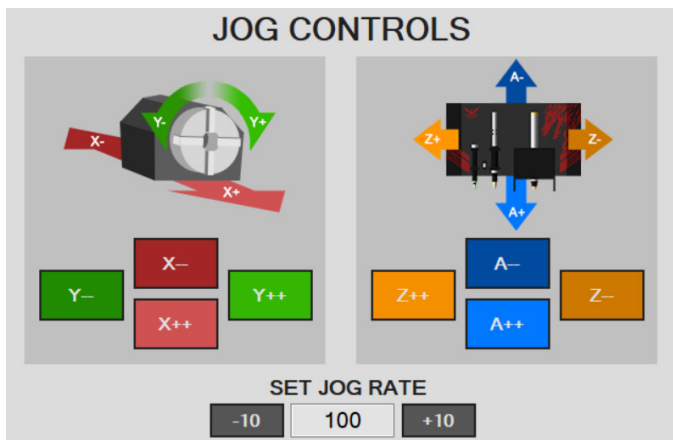 JOG CONTROLS
Y- Y+
X-
X+
A-
Z+ Z-
A+
X--
Y-- Y++
X++
A--
Z++ Z--
A++
SET JOG RATE
-10 100 +10